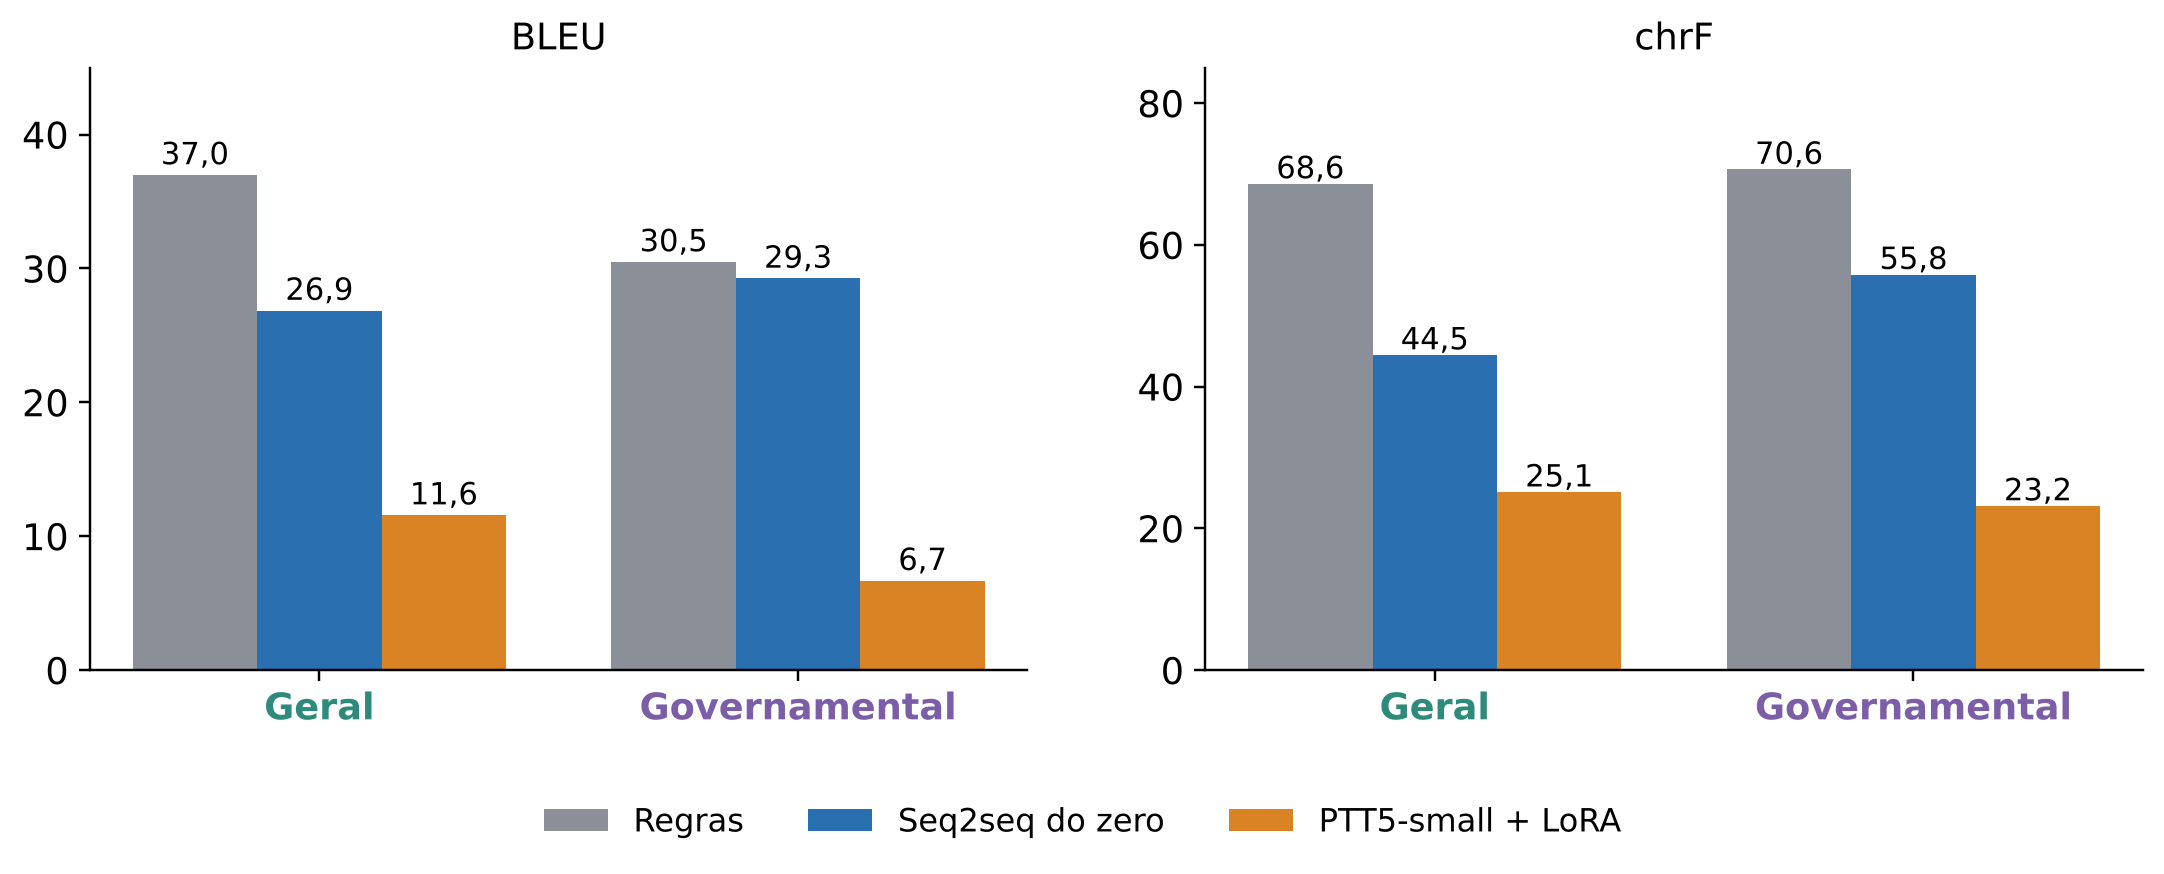 BLEU
40
30
20
10
0
37,0
26,9
11,6
30,5
29,3
6,7
Geral
Governamental
chrF
80
60
40
20
0
68,6
44,5
25,1
70,6
55,8
23,2
Geral
Governamental
Regras
Seq2seq do zero
PTT5-small + LoRA